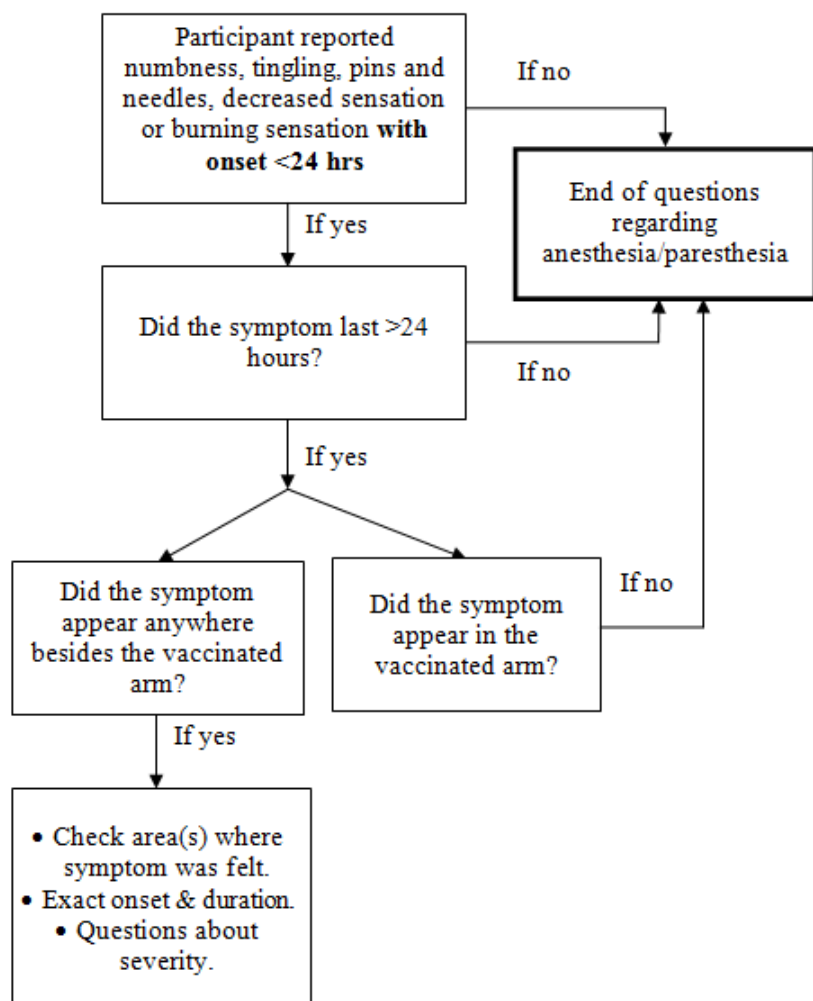 Participant reported
numbness, tingling, pins and
needles, decreased sensation
or burning sensation with
onset <24 hrs
If no
End of questions
regarding
anesthesia/paresthesia
If yes
Did the symptom last >24
hours?
If no
If yes
Did the symptom
appear anywhere
besides the vaccinated
arm?
Did the symptom
appear in the
vaccinated arm?
If no
If yes
• Check area(s) where
symptom was felt.
• Exact onset & duration.
• Questions about
severity.